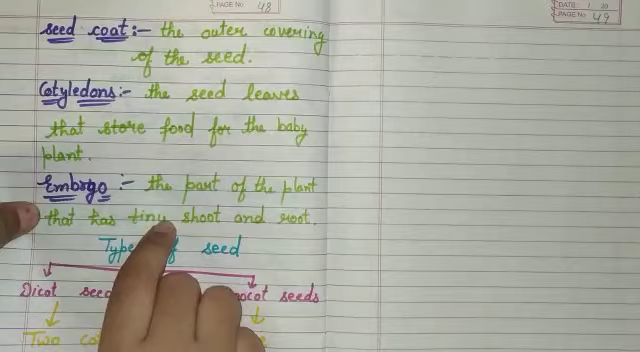 PAGE No. 48
DATE: 1 20
PAGE No. 49
seed coat:- the outer covering
of the seed.
Cotyledons:- the seed leaves
that store food for the baby
plant.
Embryo:- the part of the plant
that has tiny shoot and root.
seed
Dicot
seeds
Two